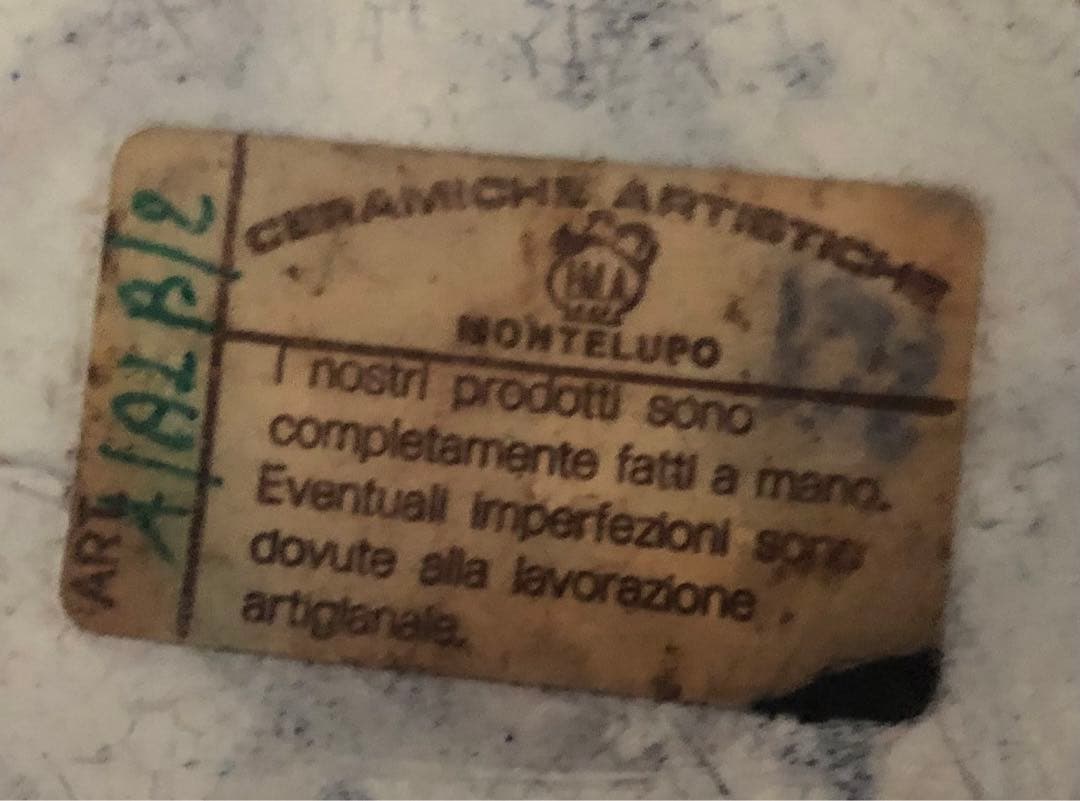 CERAMICHE ARTISTICHE
MONTELUPO
I nostri prodotti sono
completamente fatti a mano.
Eventuali imperfezioni sono
dovute alla lavorazione
artigianale.
ART.